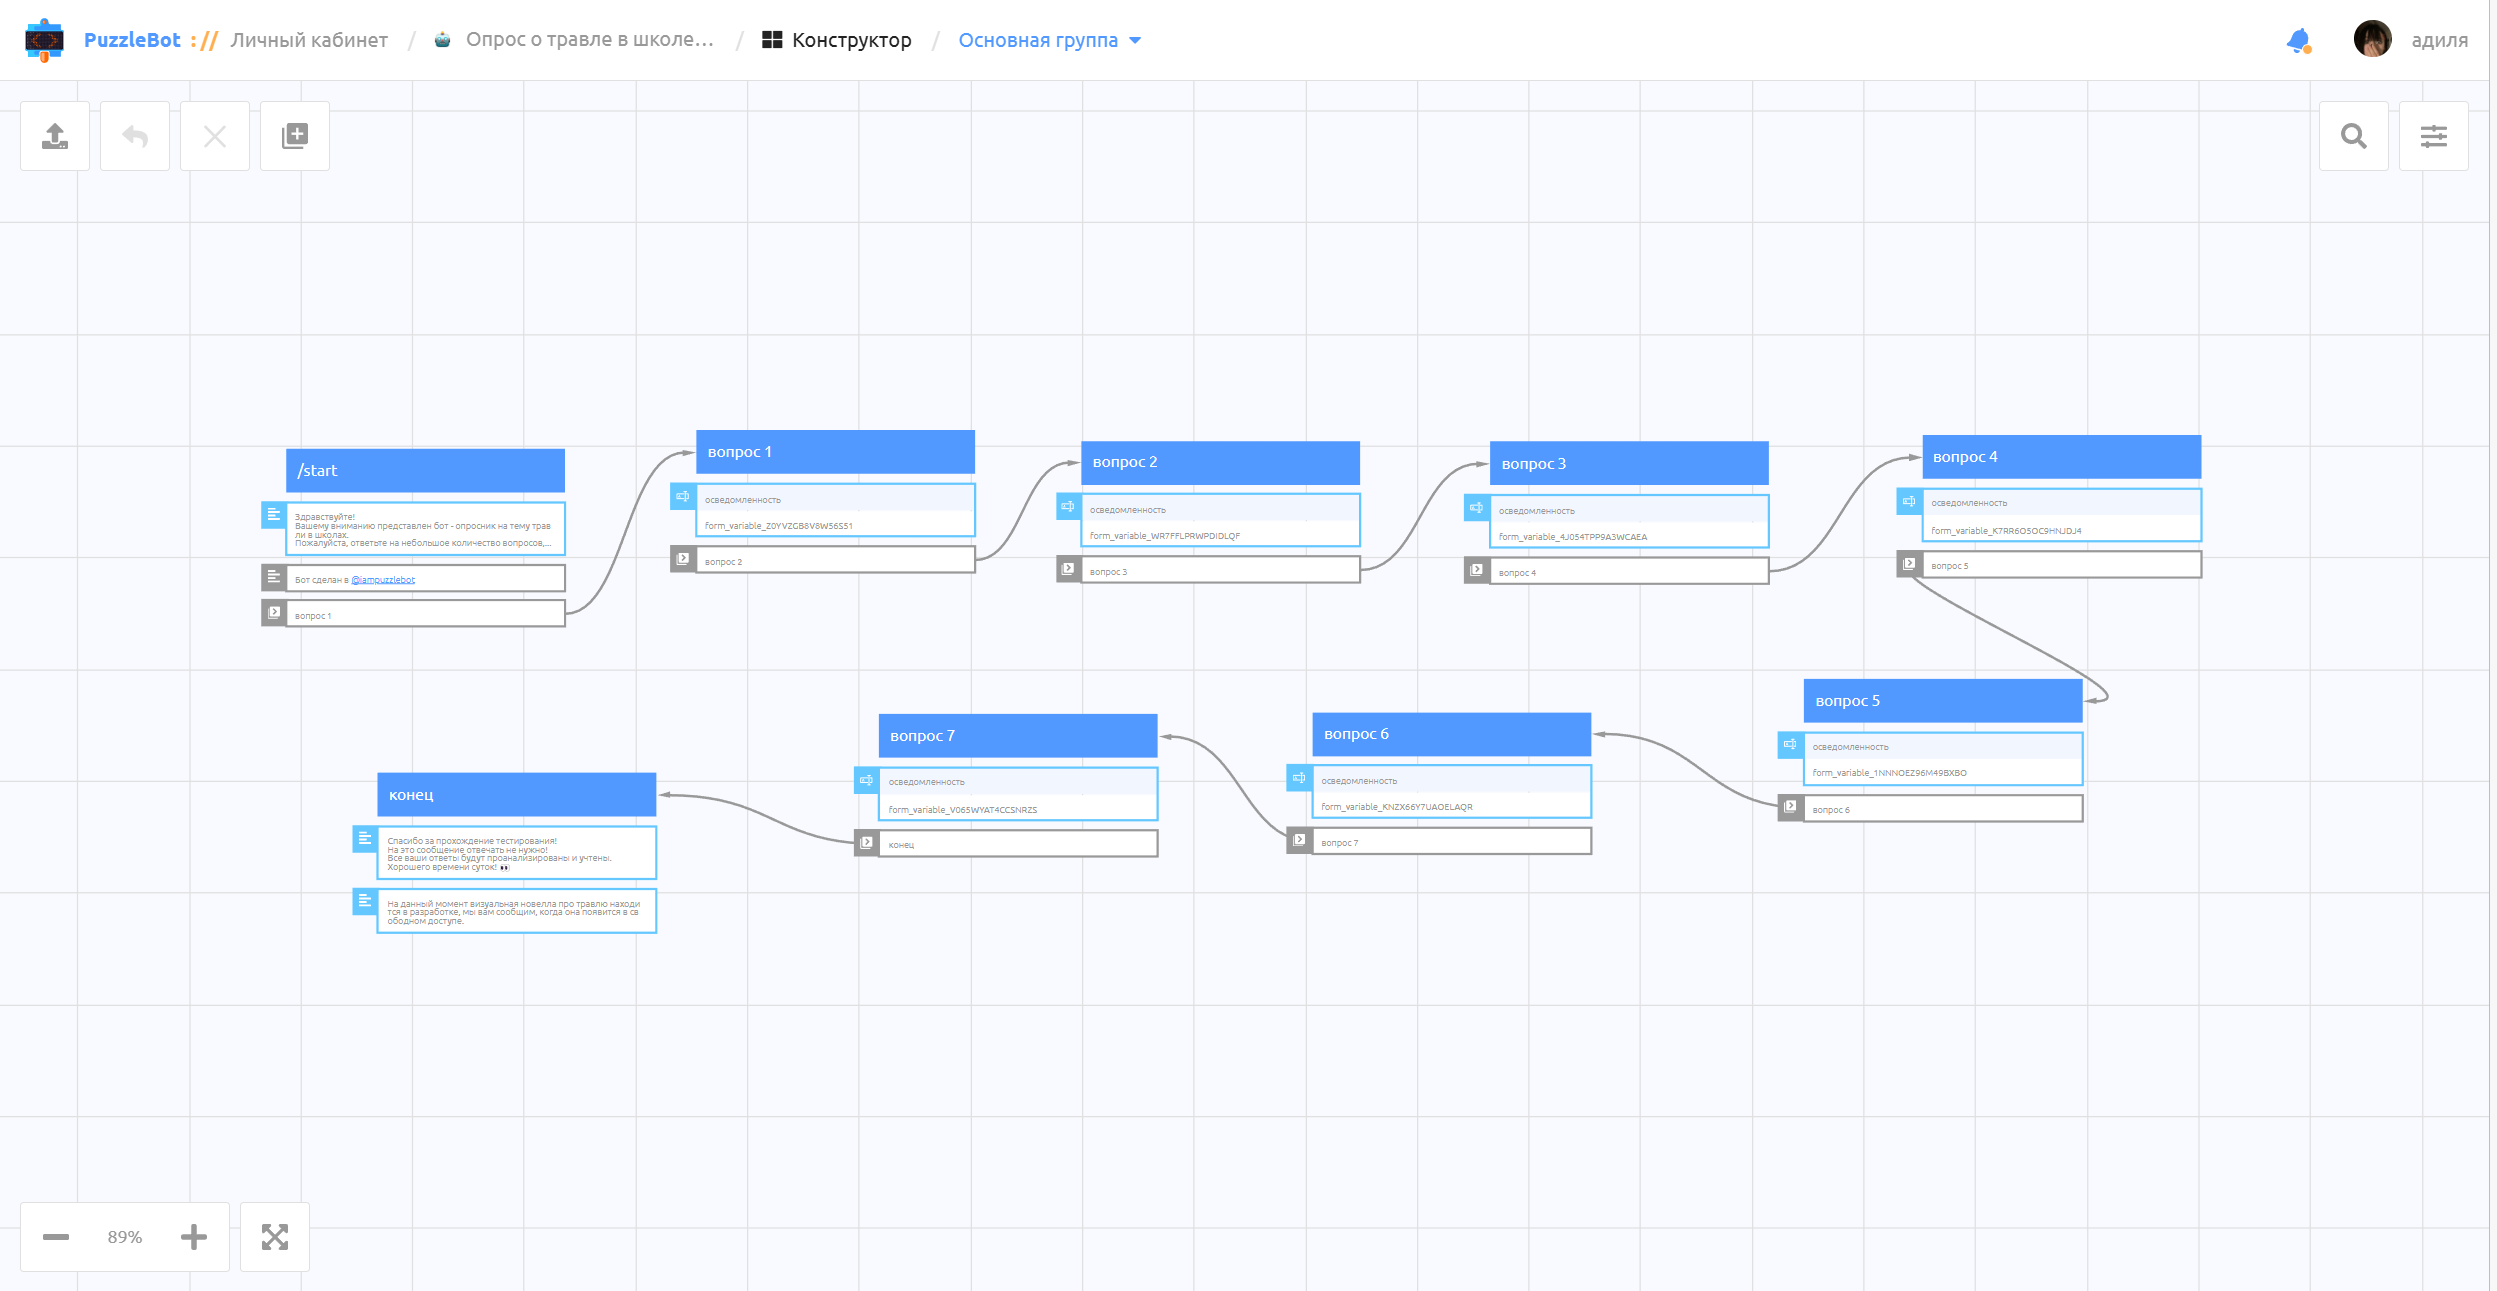 PuzzleBot :// Личный кабинет / Опрос о травле в школе... / Конструктор / Основная группа
адиля
/start
Здравствуйте!
Вашему вниманию представлен бот - опросник на тему трав
ли в школах.
Пожалуйста, ответьте на небольшое количество вопросов,...
Бот сделан в @iampuzzlebot
вопрос 1
вопрос 1
осведомленность
form_variable_Z0YVZGB8V8W56S51
вопрос 2
вопрос 2
осведомленность
form_variable_WR7FFLPRWPDIDLQF
вопрос 3
вопрос 3
осведомленность
form_variable_4J054TPP9A3WCAEA
вопрос 4
вопрос 4
осведомленность
form_variable_K7RR6O5OC9HNJDJ4
вопрос 5
вопрос 5
осведомленность
form_variable_1NNNOEZ96M49BXBO
вопрос 6
вопрос 6
осведомленность
form_variable_KNZX66Y7UAOELAQR
вопрос 7
вопрос 7
осведомленность
form_variable_V065WYAT4CCSNRZS
конец
конец
Спасибо за прохождение тестирования!
На это сообщение отвечать не нужно!
Все ваши ответы будут проанализированы и учтены.
Хорошего времени суток! 👀
На данный момент визуальная новелла про травлю находи
тся в разработке, мы вам сообщим, когда она появится в св
ободном доступе.
89%